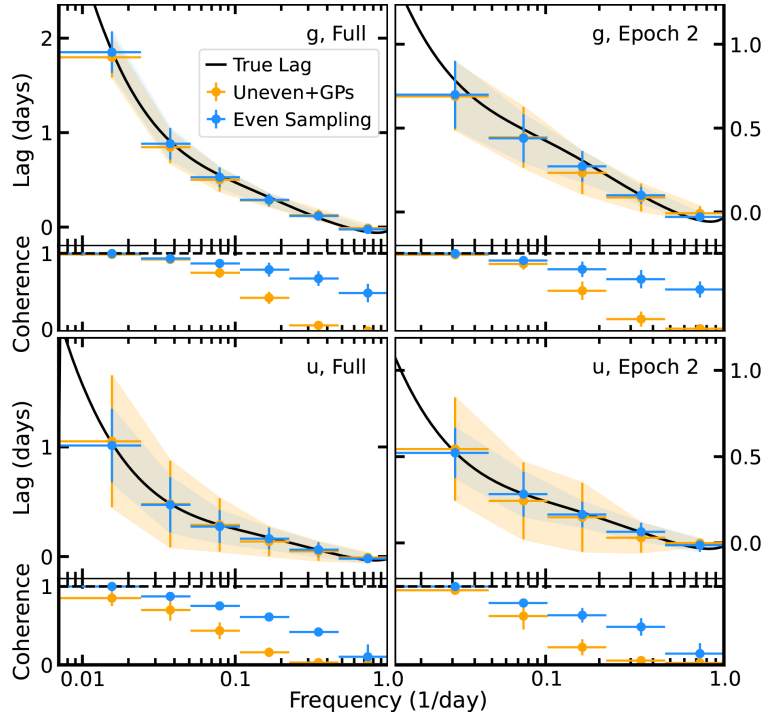 g, Full
g, Epoch 2
2
1
0
Lag (days)
True Lag
Uneven+GPs
Even Sampling
1.0
0.5
0.0
Coherence
1
0
u, Full
u, Epoch 2
1
0
Lag (days)
1.0
0.5
0.0
Coherence
1
0
0.01
0.1
1.0
0.1
1.0
Frequency (1/day)